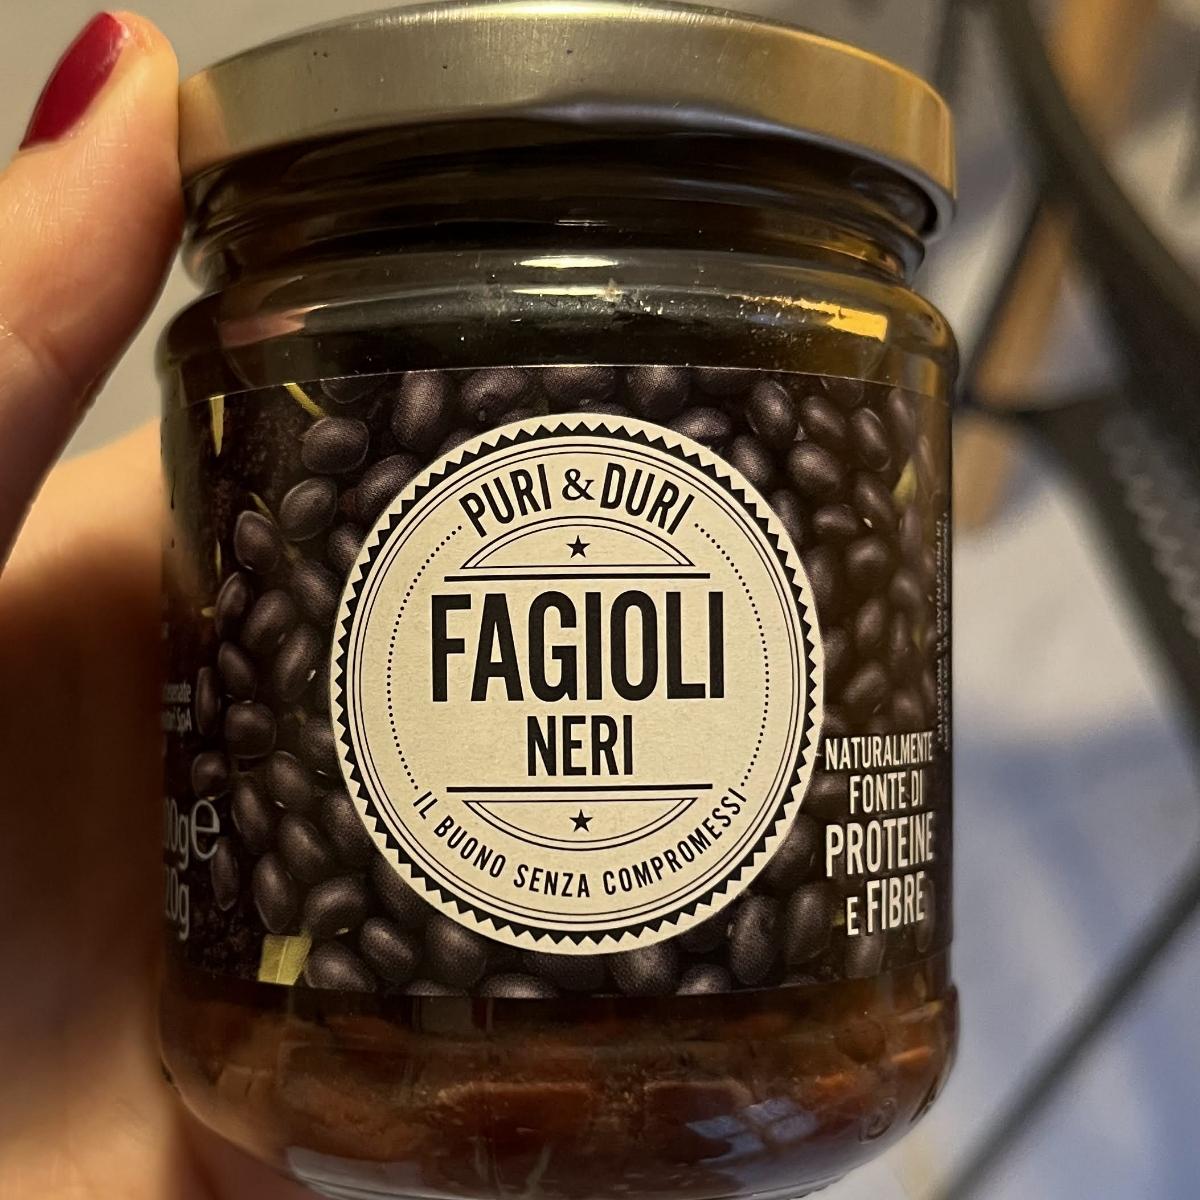 PURI & DURI
FAGIOLI
NERI
IL BUONO SENZA COMPROMESSI
NATURALMENTE
FONTE DI
PROTEINE
E FIBRE